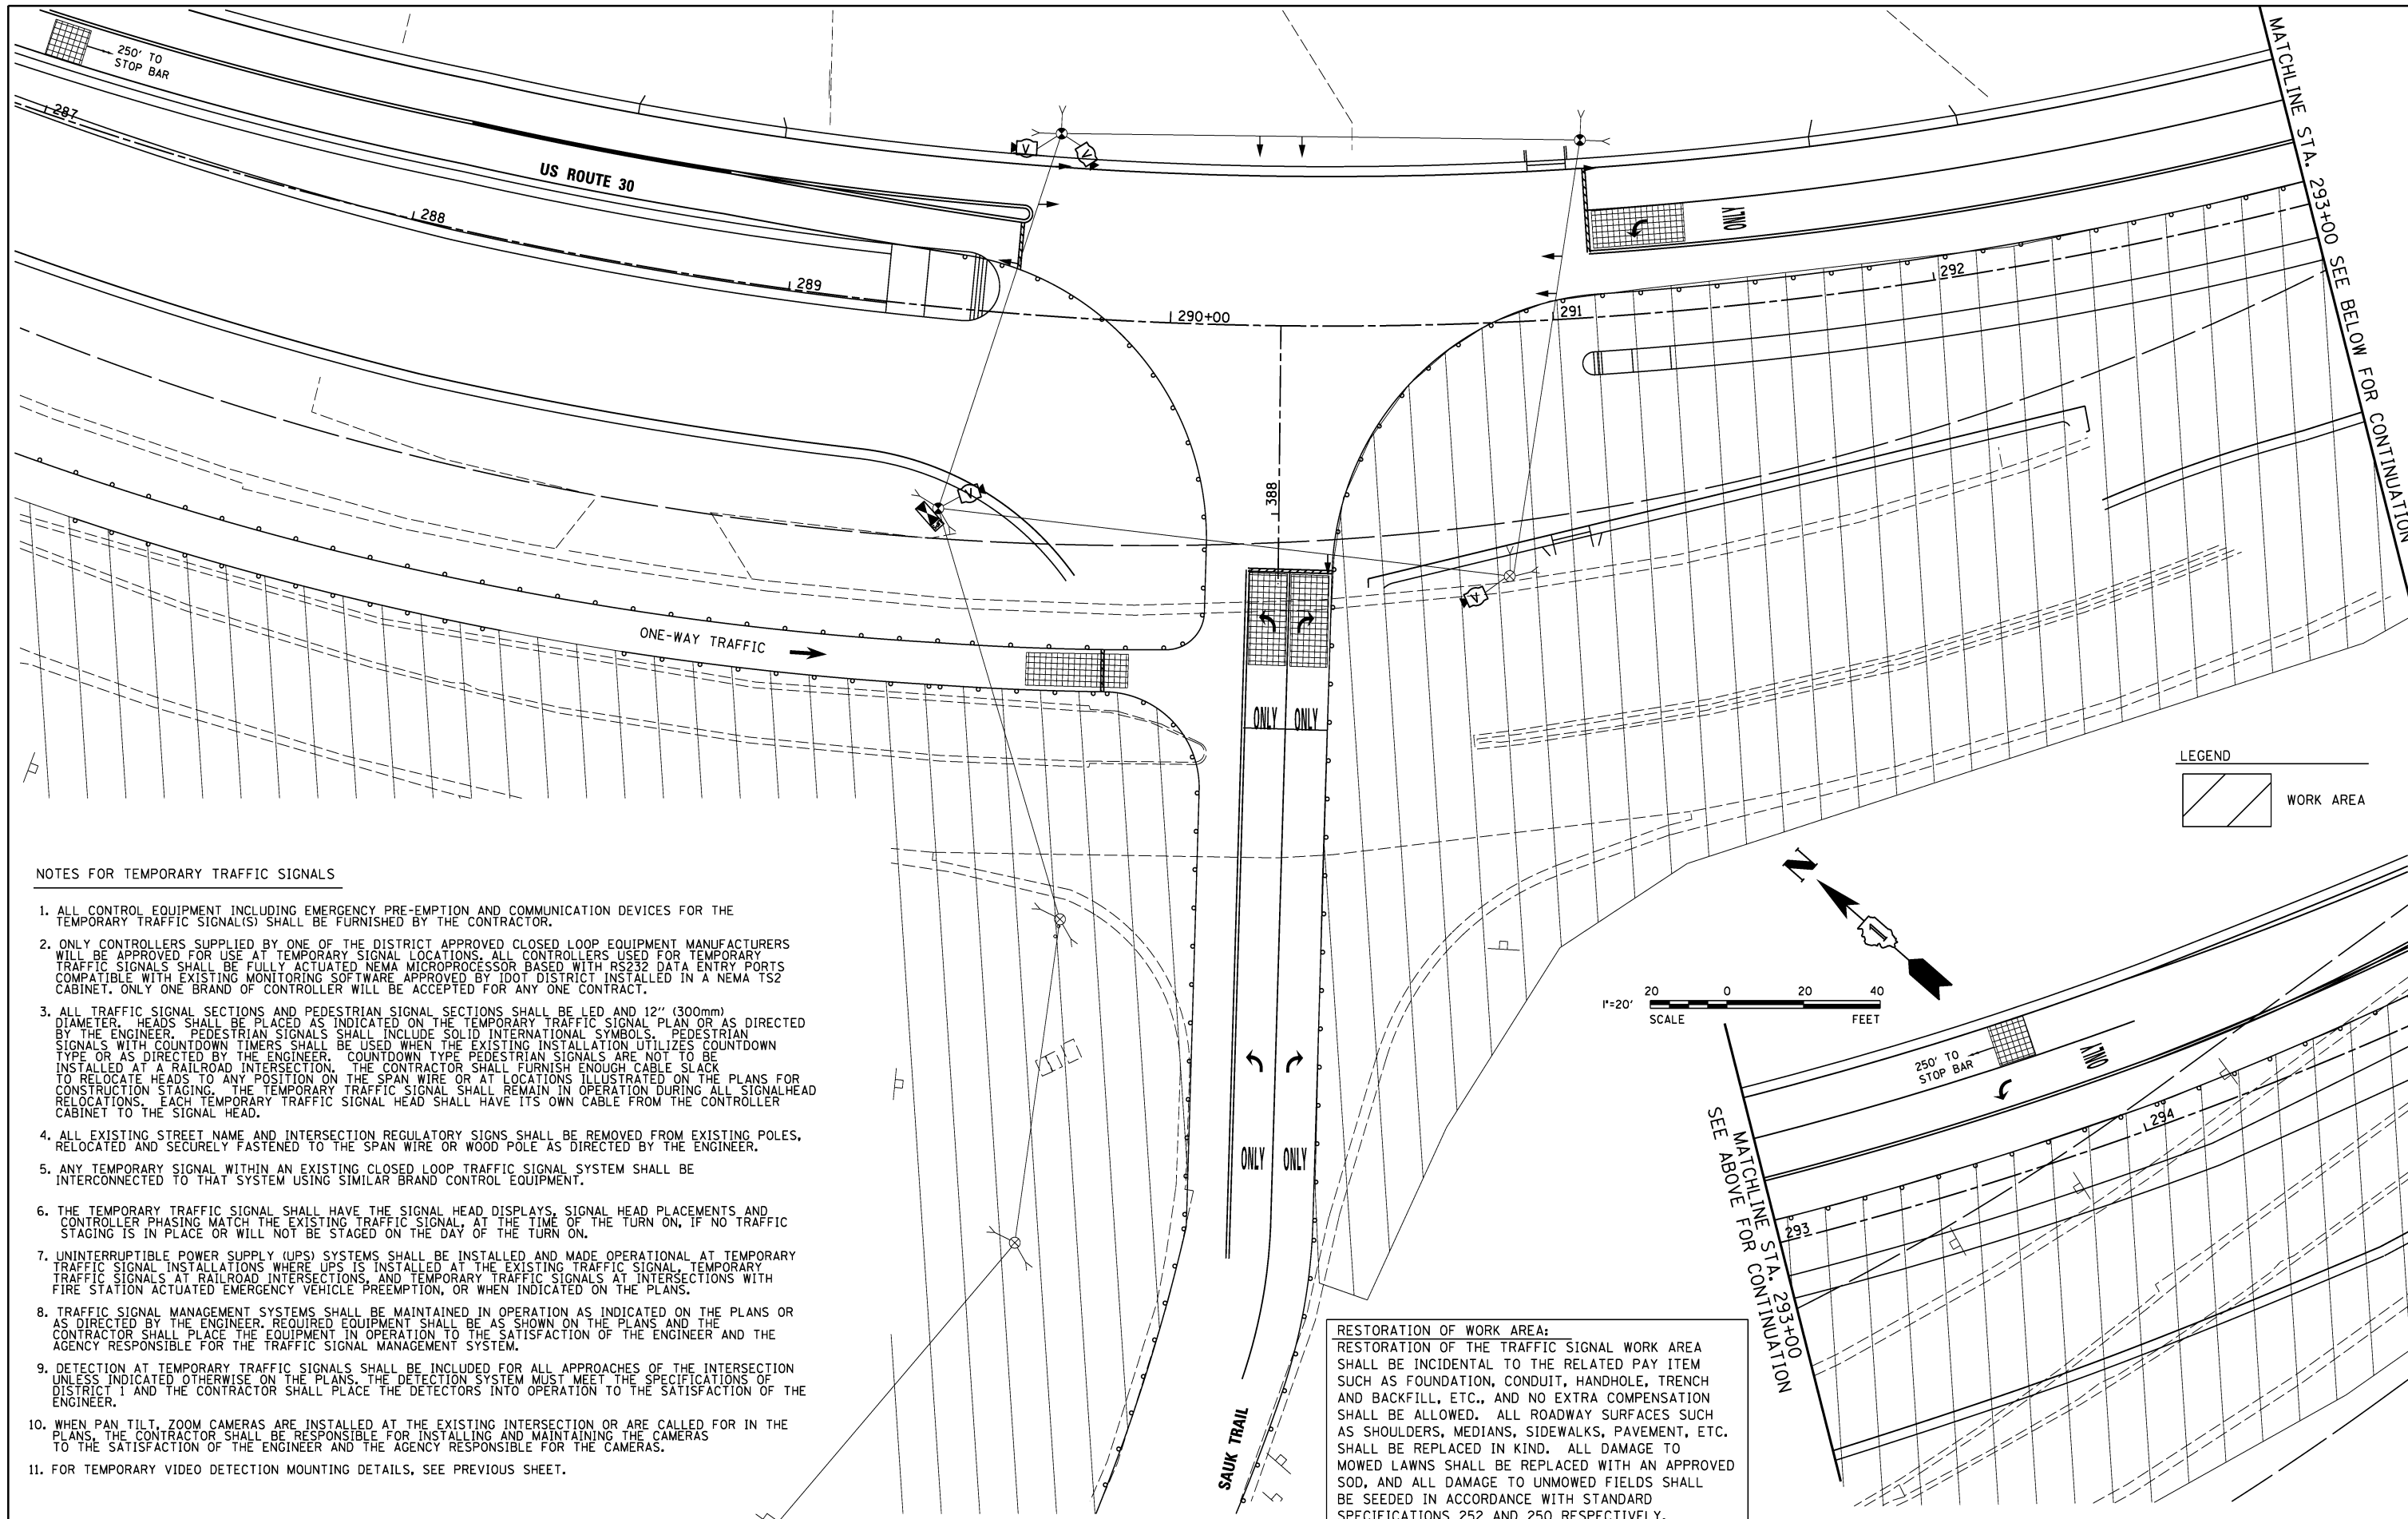 250' TO
STOP BAR
287
US ROUTE 30
288
289
290+00
291
292
ONLY
MATCHLINE STA. 293+00 SEE BELOW FOR CONTINUATION
388
ONE-WAY TRAFFIC
ONLY ONLY
LEGEND
WORK AREA
N
1"=20'
20 0 20 40
SCALE FEET
NOTES FOR TEMPORARY TRAFFIC SIGNALS
1. ALL CONTROL EQUIPMENT INCLUDING EMERGENCY PRE-EMPTION AND COMMUNICATION DEVICES FOR THE
TEMPORARY TRAFFIC SIGNAL(S) SHALL BE FURNISHED BY THE CONTRACTOR.
2. ONLY CONTROLLERS SUPPLIED BY ONE OF THE DISTRICT APPROVED CLOSED LOOP EQUIPMENT MANUFACTURERS
WILL BE APPROVED FOR USE AT TEMPORARY SIGNAL LOCATIONS. ALL CONTROLLERS USED FOR TEMPORARY
TRAFFIC SIGNALS SHALL BE FULLY ACTUATED NEMA MICROPROCESSOR BASED WITH RS232 DATA ENTRY PORTS
COMPATIBLE WITH EXISTING MONITORING SOFTWARE APPROVED BY IDOT DISTRICT INSTALLED IN A NEMA TS2
CABINET. ONLY ONE BRAND OF CONTROLLER WILL BE ACCEPTED FOR ANY ONE CONTRACT.
3. ALL TRAFFIC SIGNAL SECTIONS AND PEDESTRIAN SIGNAL SECTIONS SHALL BE LED AND 12'' (300mm)
DIAMETER. HEADS SHALL BE PLACED AS INDICATED ON THE TEMPORARY TRAFFIC SIGNAL PLAN OR AS DIRECTED
BY THE ENGINEER. PEDESTRIAN SIGNALS SHALL INCLUDE SOLID INTERNATIONAL SYMBOLS. PEDESTRIAN
SIGNALS WITH COUNTDOWN TIMERS SHALL BE USED WHEN THE EXISTING INSTALLATION UTILIZES COUNTDOWN
TYPE OR AS DIRECTED BY THE ENGINEER. COUNTDOWN TYPE PEDESTRIAN SIGNALS ARE NOT TO BE
INSTALLED AT A RAILROAD INTERSECTION. THE CONTRACTOR SHALL FURNISH ENOUGH CABLE SLACK
TO RELOCATE HEADS TO ANY POSITION ON THE SPAN WIRE OR AT LOCATIONS ILLUSTRATED ON THE PLANS FOR
CONSTRUCTION STAGING. THE TEMPORARY TRAFFIC SIGNAL SHALL REMAIN IN OPERATION DURING ALL SIGNALHEAD
RELOCATIONS. EACH TEMPORARY TRAFFIC SIGNAL HEAD SHALL HAVE ITS OWN CABLE FROM THE CONTROLLER
CABINET TO THE SIGNAL HEAD.
4. ALL EXISTING STREET NAME AND INTERSECTION REGULATORY SIGNS SHALL BE REMOVED FROM EXISTING POLES,
RELOCATED AND SECURELY FASTENED TO THE SPAN WIRE OR WOOD POLE AS DIRECTED BY THE ENGINEER.
5. ANY TEMPORARY SIGNAL WITHIN AN EXISTING CLOSED LOOP TRAFFIC SIGNAL SYSTEM SHALL BE
INTERCONNECTED TO THAT SYSTEM USING SIMILAR BRAND CONTROL EQUIPMENT.
6. THE TEMPORARY TRAFFIC SIGNAL SHALL HAVE THE SIGNAL HEAD DISPLAYS, SIGNAL HEAD PLACEMENTS AND
CONTROLLER PHASING MATCH THE EXISTING TRAFFIC SIGNAL, AT THE TIME OF THE TURN ON, IF NO TRAFFIC
STAGING IS IN PLACE OR WILL NOT BE STAGED ON THE DAY OF THE TURN ON.
7. UNINTERRUPTIBLE POWER SUPPLY (UPS) SYSTEMS SHALL BE INSTALLED AND MADE OPERATIONAL AT TEMPORARY
TRAFFIC SIGNAL INSTALLATIONS WHERE UPS IS INSTALLED AT THE EXISTING TRAFFIC SIGNAL, TEMPORARY
TRAFFIC SIGNALS AT RAILROAD INTERSECTIONS, AND TEMPORARY TRAFFIC SIGNALS AT INTERSECTIONS WITH
FIRE STATION ACTUATED EMERGENCY VEHICLE PREEMPTION, OR WHEN INDICATED ON THE PLANS.
8. TRAFFIC SIGNAL MANAGEMENT SYSTEMS SHALL BE MAINTAINED IN OPERATION AS INDICATED ON THE PLANS OR
AS DIRECTED BY THE ENGINEER. REQUIRED EQUIPMENT SHALL BE AS SHOWN ON THE PLANS AND THE
CONTRACTOR SHALL PLACE THE EQUIPMENT IN OPERATION TO THE SATISFACTION OF THE ENGINEER AND THE
AGENCY RESPONSIBLE FOR THE TRAFFIC SIGNAL MANAGEMENT SYSTEM.
9. DETECTION AT TEMPORARY TRAFFIC SIGNALS SHALL BE INCLUDED FOR ALL APPROACHES OF THE INTERSECTION
UNLESS INDICATED OTHERWISE ON THE PLANS. THE DETECTION SYSTEM MUST MEET THE SPECIFICATIONS OF
DISTRICT 1 AND THE CONTRACTOR SHALL PLACE THE DETECTORS INTO OPERATION TO THE SATISFACTION OF THE
ENGINEER.
10. WHEN PAN TILT, ZOOM CAMERAS ARE INSTALLED AT THE EXISTING INTERSECTION OR ARE CALLED FOR IN THE
PLANS, THE CONTRACTOR SHALL BE RESPONSIBLE FOR INSTALLING AND MAINTAINING THE CAMERAS
TO THE SATISFACTION OF THE ENGINEER AND THE AGENCY RESPONSIBLE FOR THE CAMERAS.
11. FOR TEMPORARY VIDEO DETECTION MOUNTING DETAILS, SEE PREVIOUS SHEET.
ONLY ONLY
SAUK TRAIL
250' TO
STOP BAR
ONLY
294
293
MATCHLINE STA. 293+00
SEE ABOVE FOR CONTINUATION
RESTORATION OF WORK AREA:
RESTORATION OF THE TRAFFIC SIGNAL WORK AREA
SHALL BE INCIDENTAL TO THE RELATED PAY ITEM
SUCH AS FOUNDATION, CONDUIT, HANDHOLE, TRENCH
AND BACKFILL, ETC., AND NO EXTRA COMPENSATION
SHALL BE ALLOWED. ALL ROADWAY SURFACES SUCH
AS SHOULDERS, MEDIANS, SIDEWALKS, PAVEMENT, ETC.
SHALL BE REPLACED IN KIND. ALL DAMAGE TO
MOWED LAWNS SHALL BE REPLACED WITH AN APPROVED
SOD, AND ALL DAMAGE TO UNMOWED FIELDS SHALL
BE SEEDED IN ACCORDANCE WITH STANDARD
SPECIFICATIONS 252 AND 250 RESPECTIVELY.